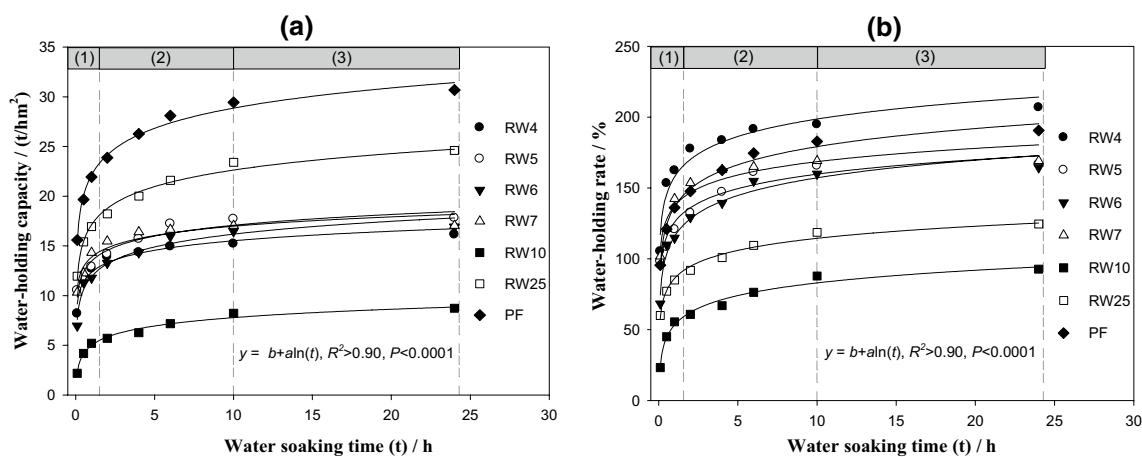 (a)
35
30
25
20
15
10
5
0
(1)
(2)
(3)
Water-holding capacity / (t/hm²)
RW4
RW5
RW6
RW7
RW10
RW25
PF
y = b+aln(t), R²>0.90, P<0.0001
0 5 10 15 20 25 30
Water soaking time (t) / h
(b)
250
200
150
100
50
0
(1)
(2)
(3)
Water-holding rate / %
RW4
RW5
RW6
RW7
RW10
RW25
PF
y = b+aln(t), R²>0.90, P<0.0001
0 5 10 15 20 25 30
Water soaking time (t) / h